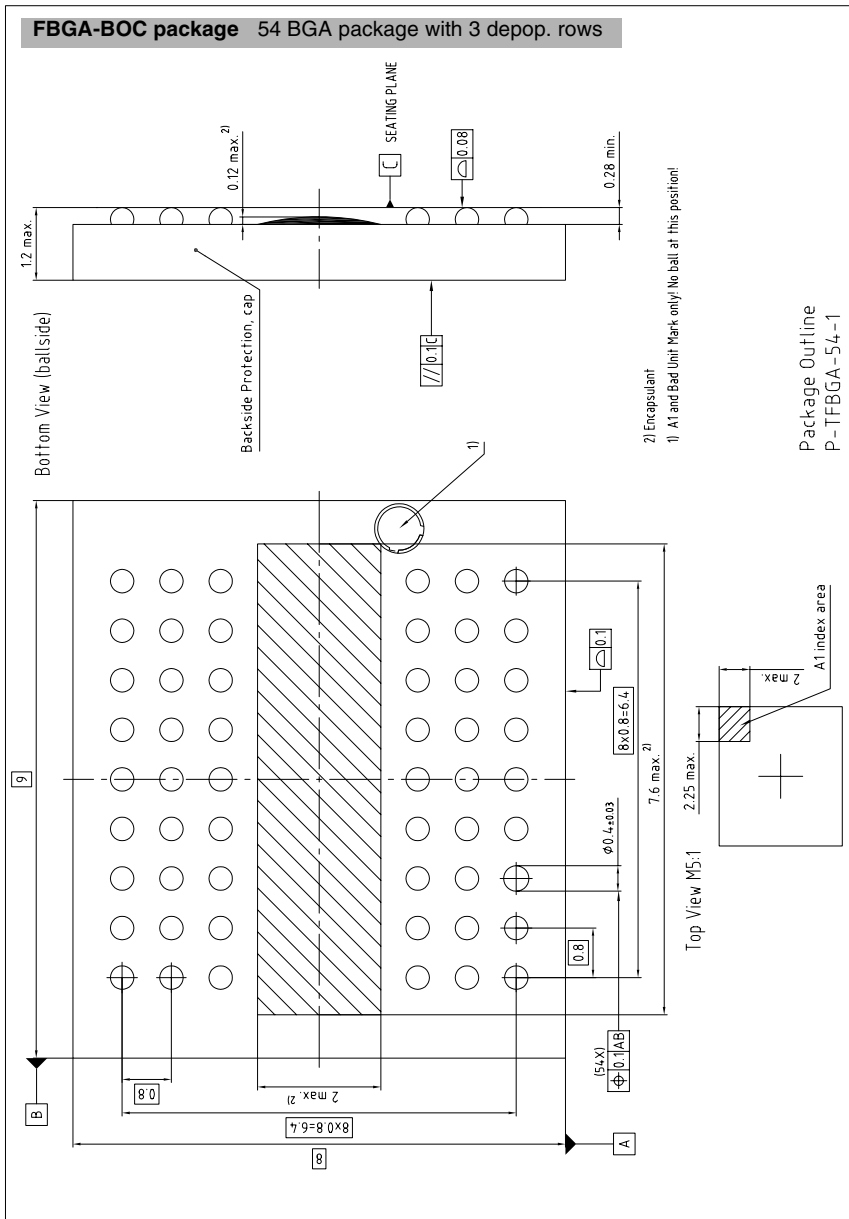 FBGA-BOC package 54 BGA package with 3 depop. rows
Bottom View (ballside)
1.2 max.
0.12 max. 2)
C SEATING PLANE
0.08
0.28 min.
Backside Protection, cap
// 0.1 C
1)
2) Encapsulant
1) A1 and Bad Unit Mark only! No ball at this position!
Package Outline
P-TFBGA-54-1
9
B
0.8
2 max. 2)
8x0.8=6.4
8
A
(54X)
⌖ 0.1 AB
0.8
Ø0.4±0.03
8x0.8=6.4
7.6 max. 2)
0.1
Top View M5:1
2.25 max.
2 max.
A1 index area